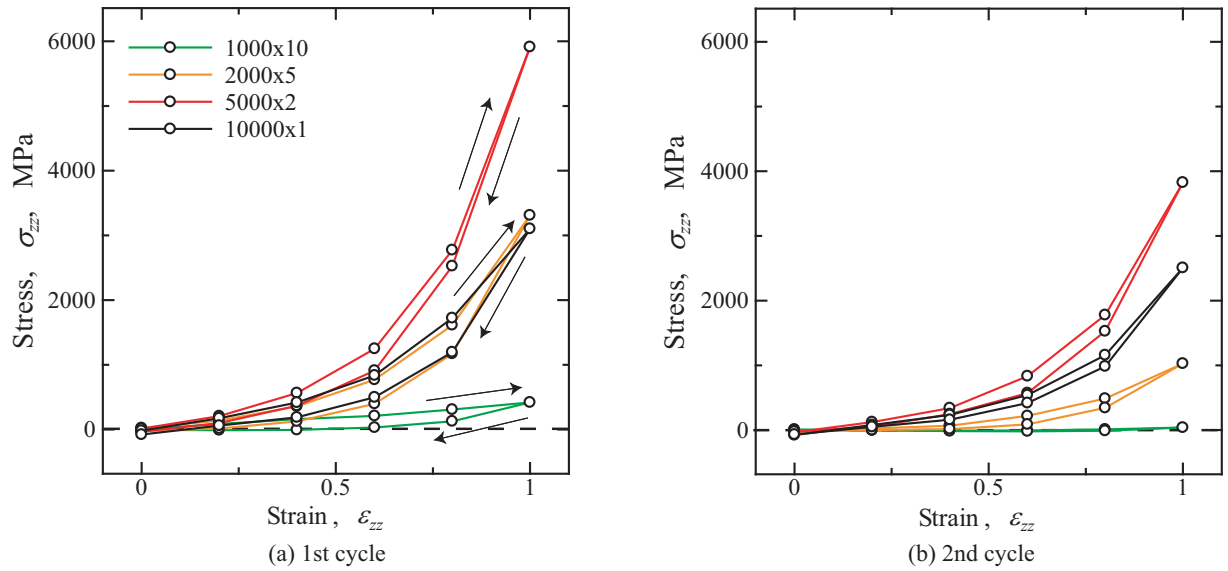 6000
4000
2000
0
Stress, σzz, MPa
1000x10
2000x5
5000x2
10000x1
0
0.5
1
Strain , εzz
(a) 1st cycle
6000
4000
2000
0
Stress, σzz, MPa
0
0.5
1
Strain , εzz
(b) 2nd cycle